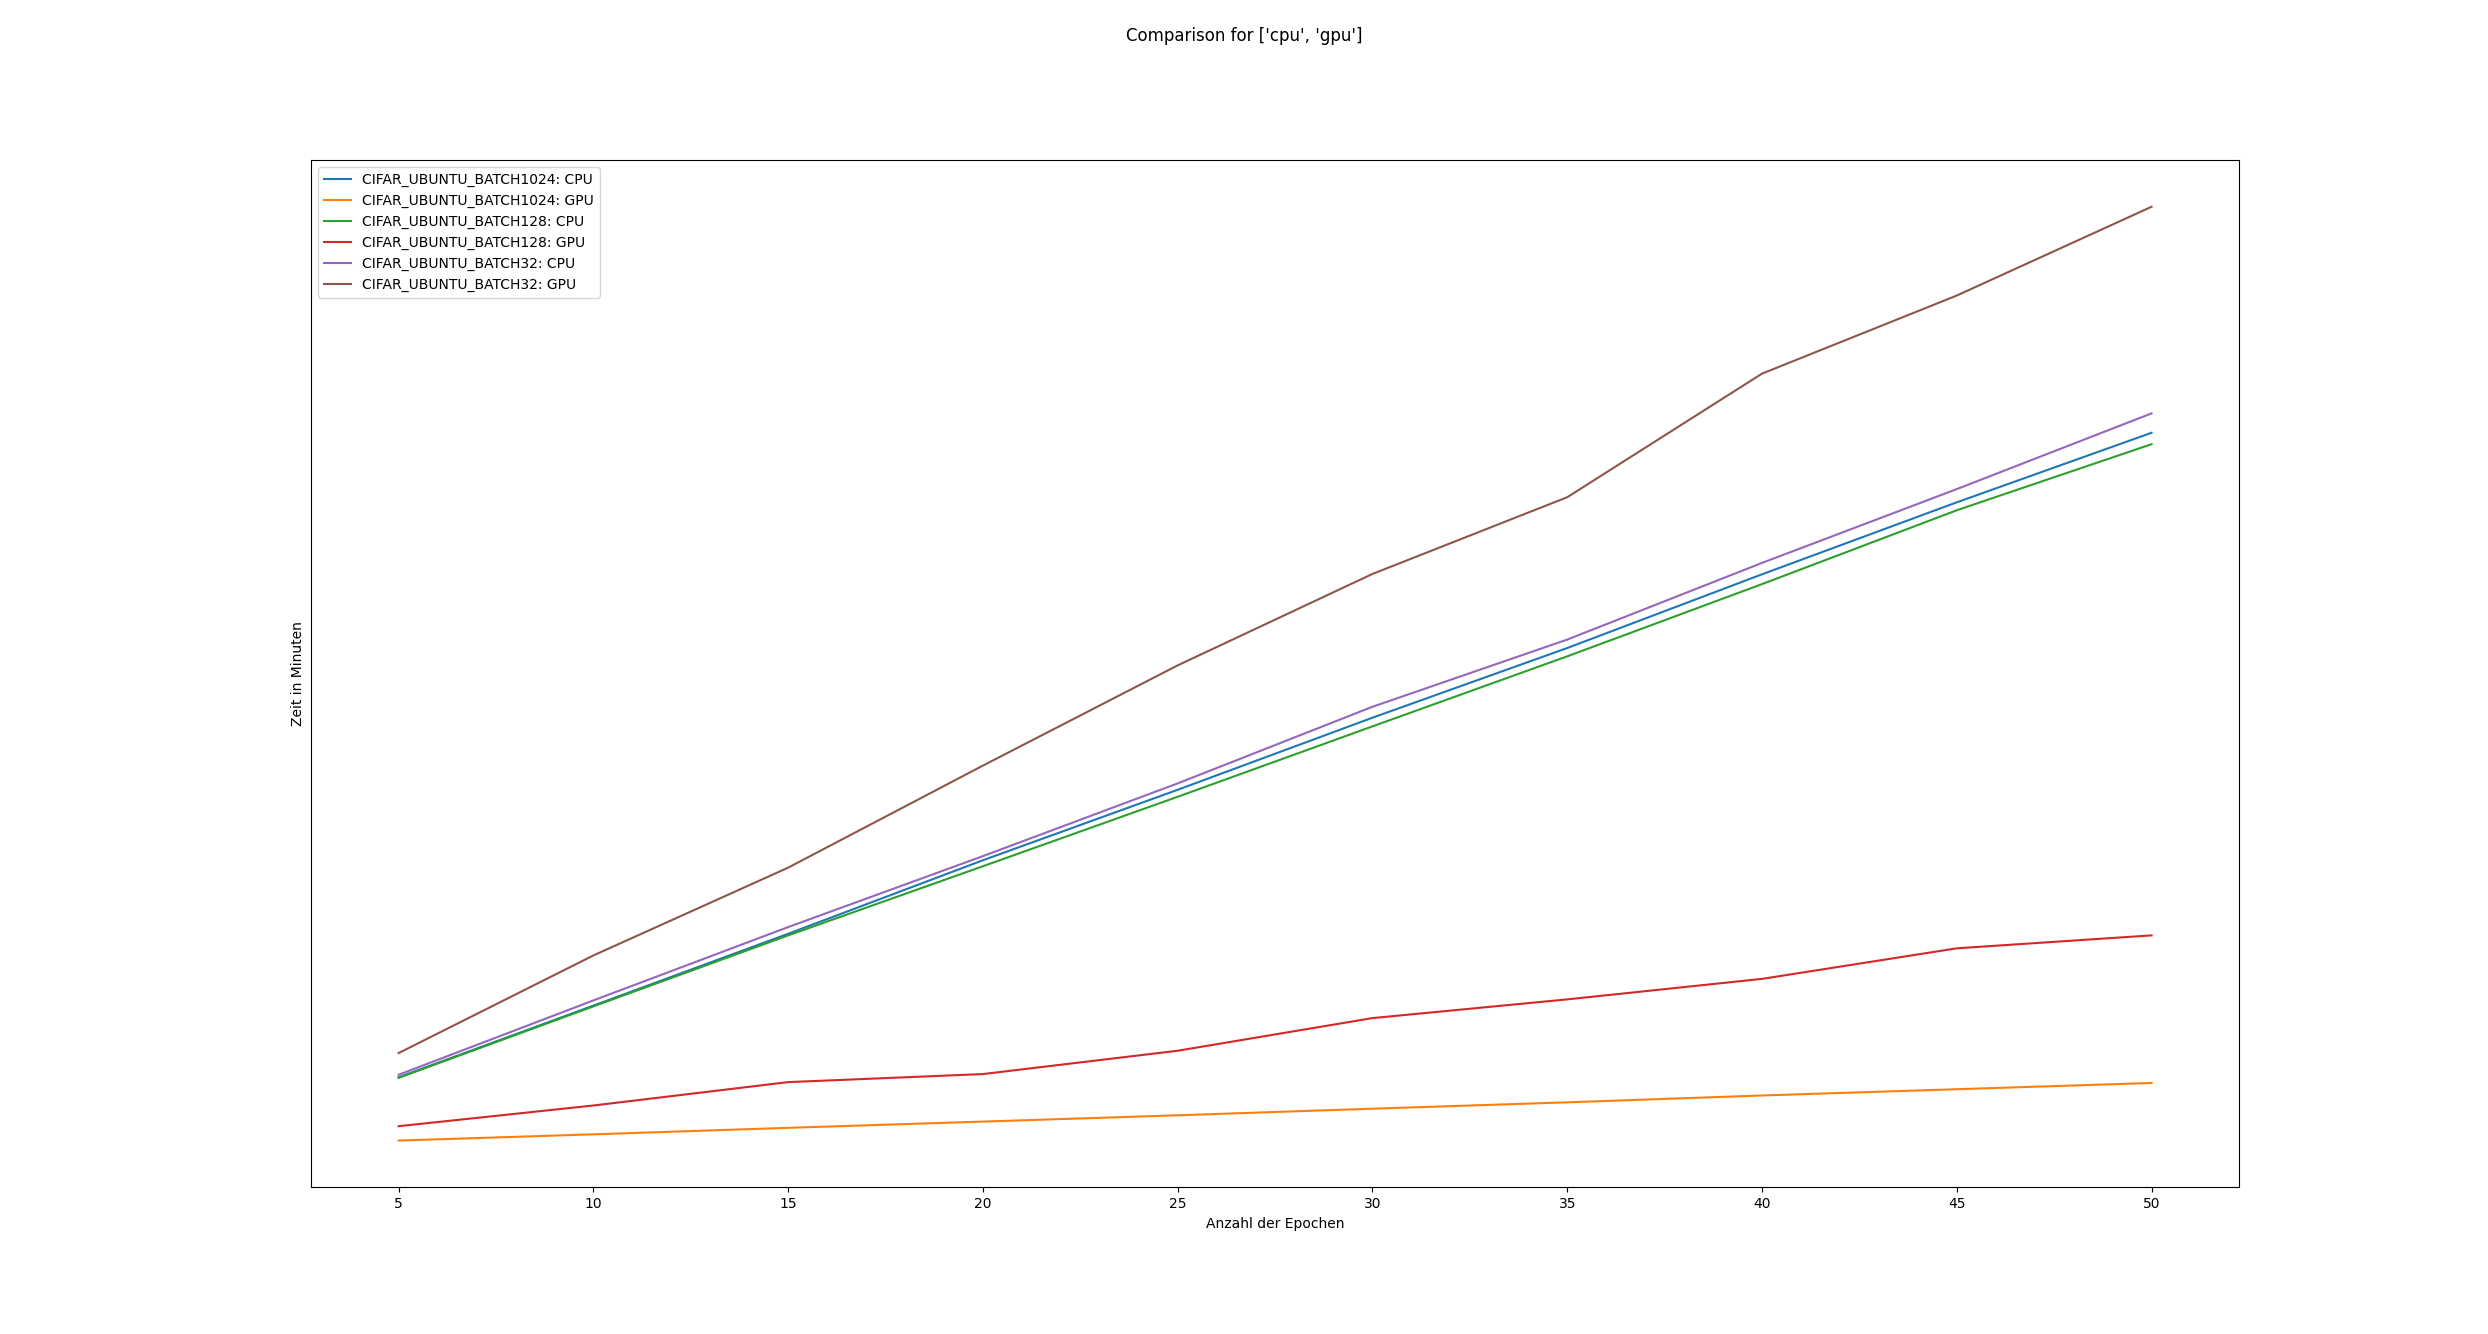 Comparison for ['cpu', 'gpu']
CIFAR_UBUNTU_BATCH1024: CPU
CIFAR_UBUNTU_BATCH1024: GPU
CIFAR_UBUNTU_BATCH128: CPU
CIFAR_UBUNTU_BATCH128: GPU
CIFAR_UBUNTU_BATCH32: CPU
CIFAR_UBUNTU_BATCH32: GPU
Zeit in Minuten
5 10 15 20 25 30 35 40 45 50
Anzahl der Epochen